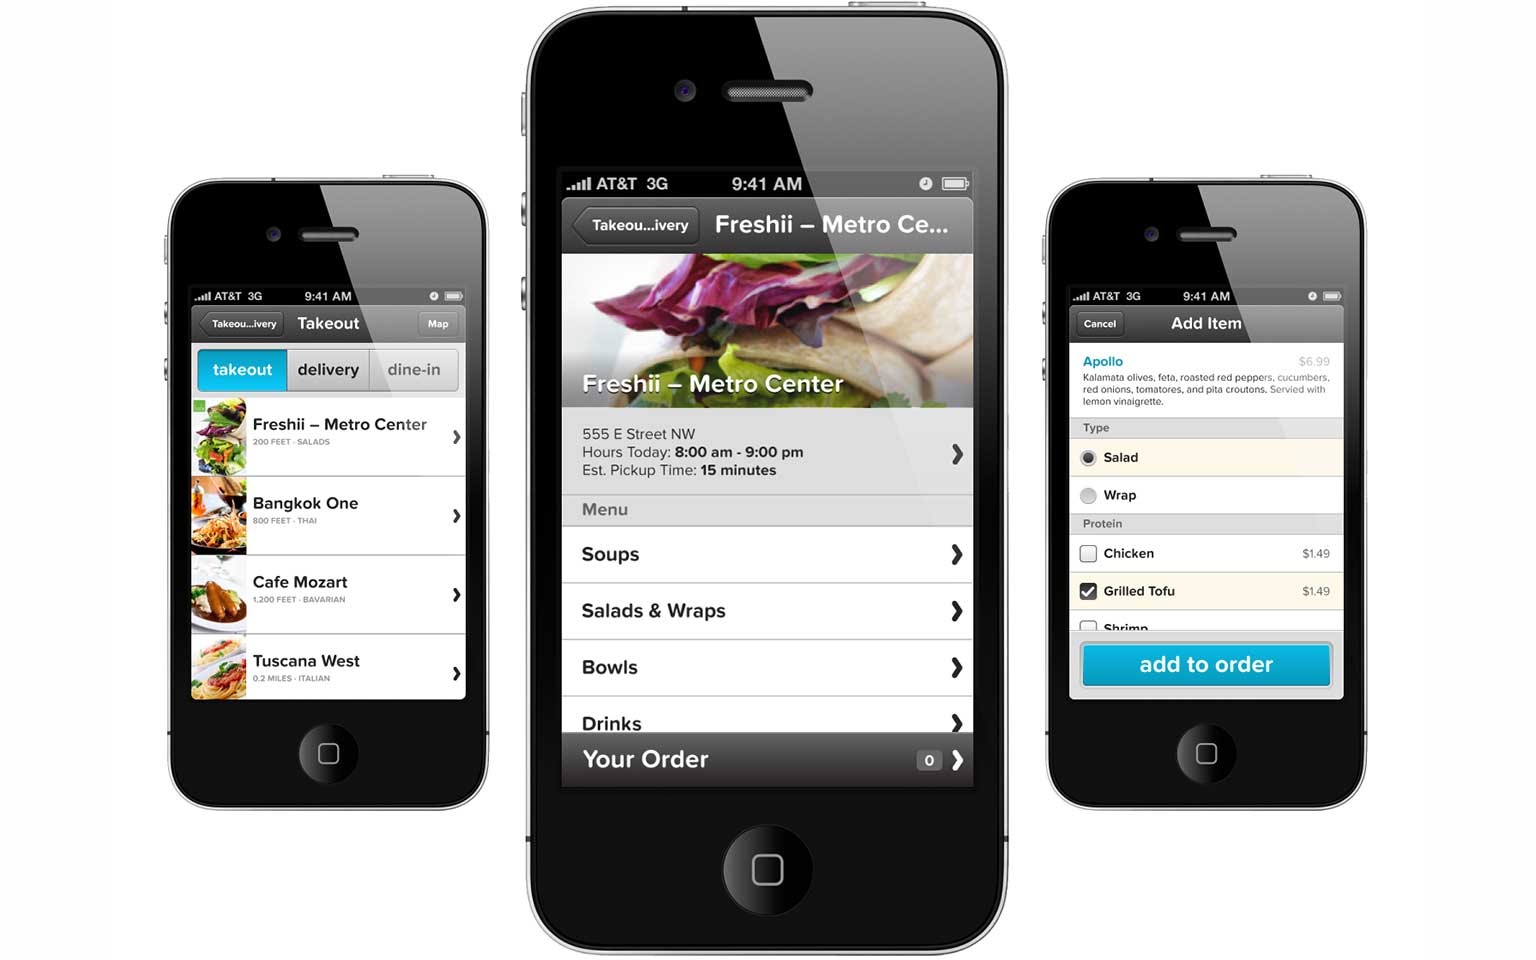 AT&T 3G 9:41 AM
Takeou...ivery Takeout Map
takeout delivery dine-in
Freshii – Metro Center
200 FEET · SALADS
Bangkok One
800 FEET · THAI
Cafe Mozart
1,200 FEET · BAVARIAN
Tuscana West
0.2 MILES · ITALIAN
AT&T 3G 9:41 AM
Takeou...ivery Freshii – Metro Ce...
Freshii – Metro Center
555 E Street NW
Hours Today: 8:00 am - 9:00 pm
Est. Pickup Time: 15 minutes
Menu
Soups
Salads & Wraps
Bowls
Drinks
Your Order 0
AT&T 3G 9:41 AM
Cancel Add Item
Apollo $6.99
Kalamata olives, feta, roasted red peppers, cucumbers,
red onions, tomatores, and pita croutons. Served with
lemon vinaigrette.
Type
Salad
Wrap
Protein
Chicken $1.49
Grilled Tofu $1.49
Shrimp
add to order